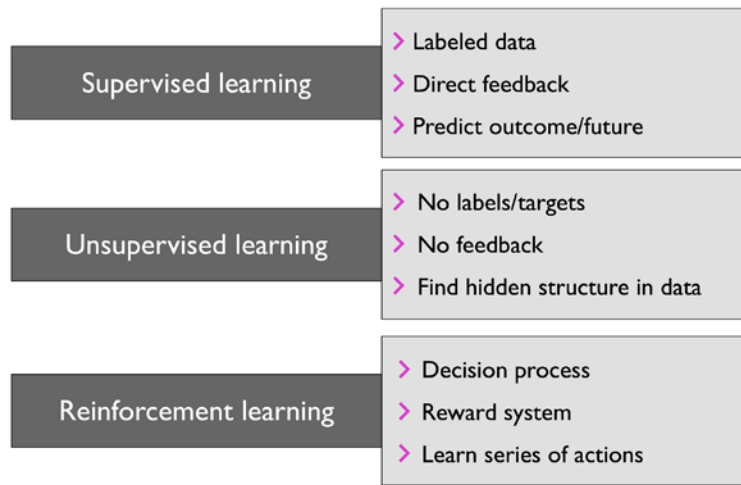 Supervised learning
Labeled data
Direct feedback
Predict outcome/future
Unsupervised learning
No labels/targets
No feedback
Find hidden structure in data
Reinforcement learning
Decision process
Reward system
Learn series of actions